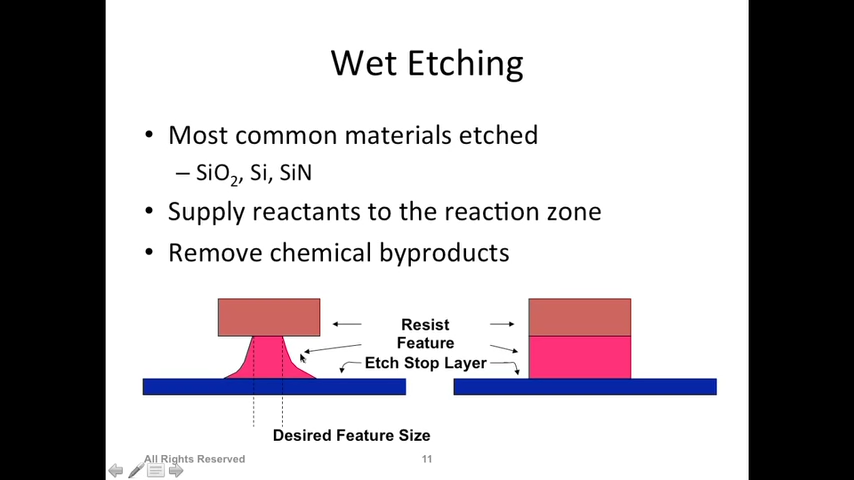 Wet Etching
• Most common materials etched
– SiO2, Si, SiN
• Supply reactants to the reaction zone
• Remove chemical byproducts
Resist
Feature
Etch Stop Layer
Desired Feature Size
All Rights Reserved
11